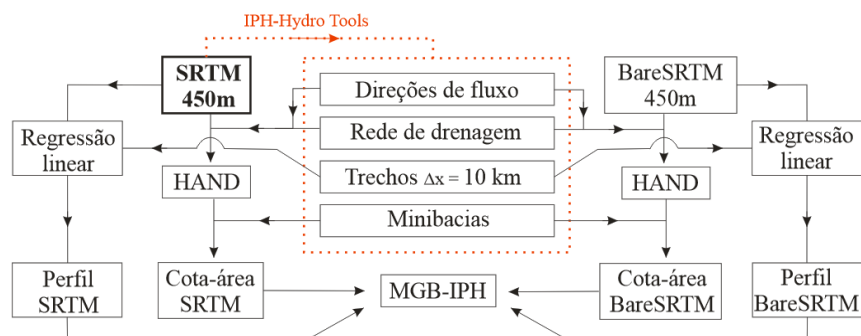 IPH-Hydro Tools
SRTM
450m
Direções de fluxo
BareSRTM
450m
Regressão
linear
Rede de drenagem
Regressão
linear
HAND
Trechos Δx = 10 km
HAND
Minibacias
Perfil
SRTM
Cota-área
SRTM
MGB-IPH
Cota-área
BareSRTM
Perfil
BareSRTM